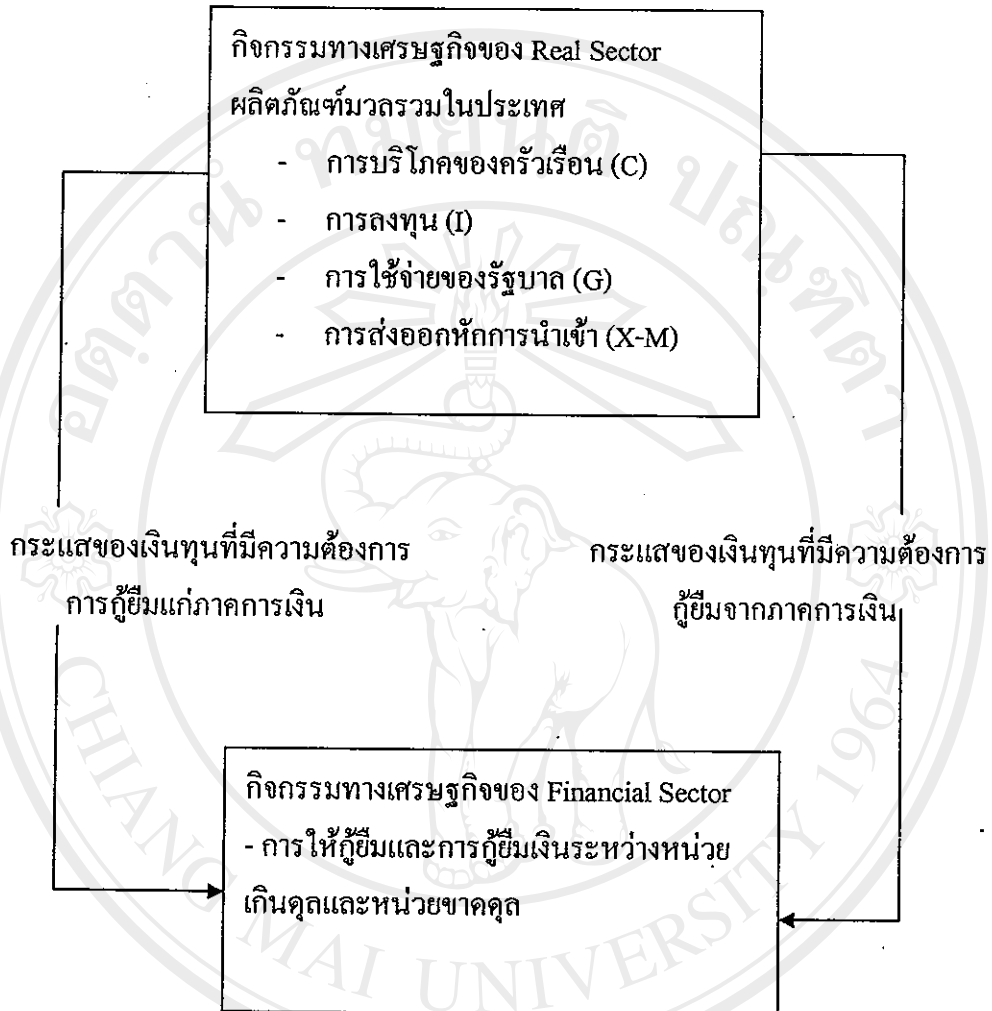 กิจกรรมทางเศรษฐกิจของ Real Sector
ผลิตภัณฑ์มวลรวมในประเทศ
- การบริโภคของครัวเรือน (C)
- การลงทุน (I)
- การใช้จ่ายของรัฐบาล (G)
- การส่งออกหักการนำเข้า (X-M)
กระแสของเงินทุนที่มีความต้องการ
การกู้ยืมแก่ภาคการเงิน
กระแสของเงินทุนที่มีความต้องการ
กู้ยืมจากภาคการเงิน
กิจกรรมทางเศรษฐกิจของ Financial Sector
- การให้กู้ยืมและการกู้ยืมเงินระหว่างหน่วย
เกินดุลและหน่วยขาดดุล
CHIANG MAI UNIVERSITY 1964